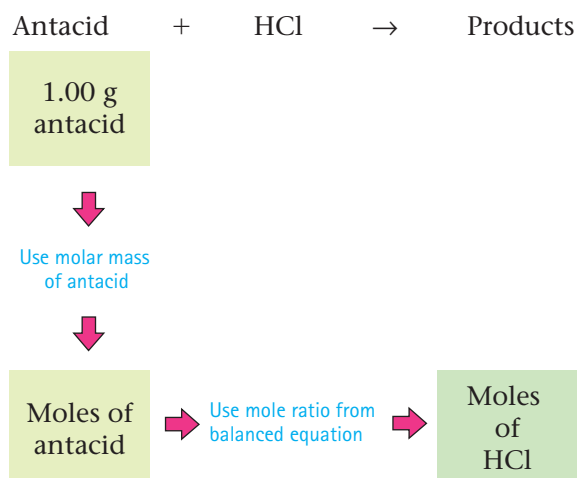 Antacid + HCl → Products
1.00 g
antacid
Use molar mass
of antacid
Moles of
antacid
Use mole ratio from
balanced equation
Moles
of
HCl